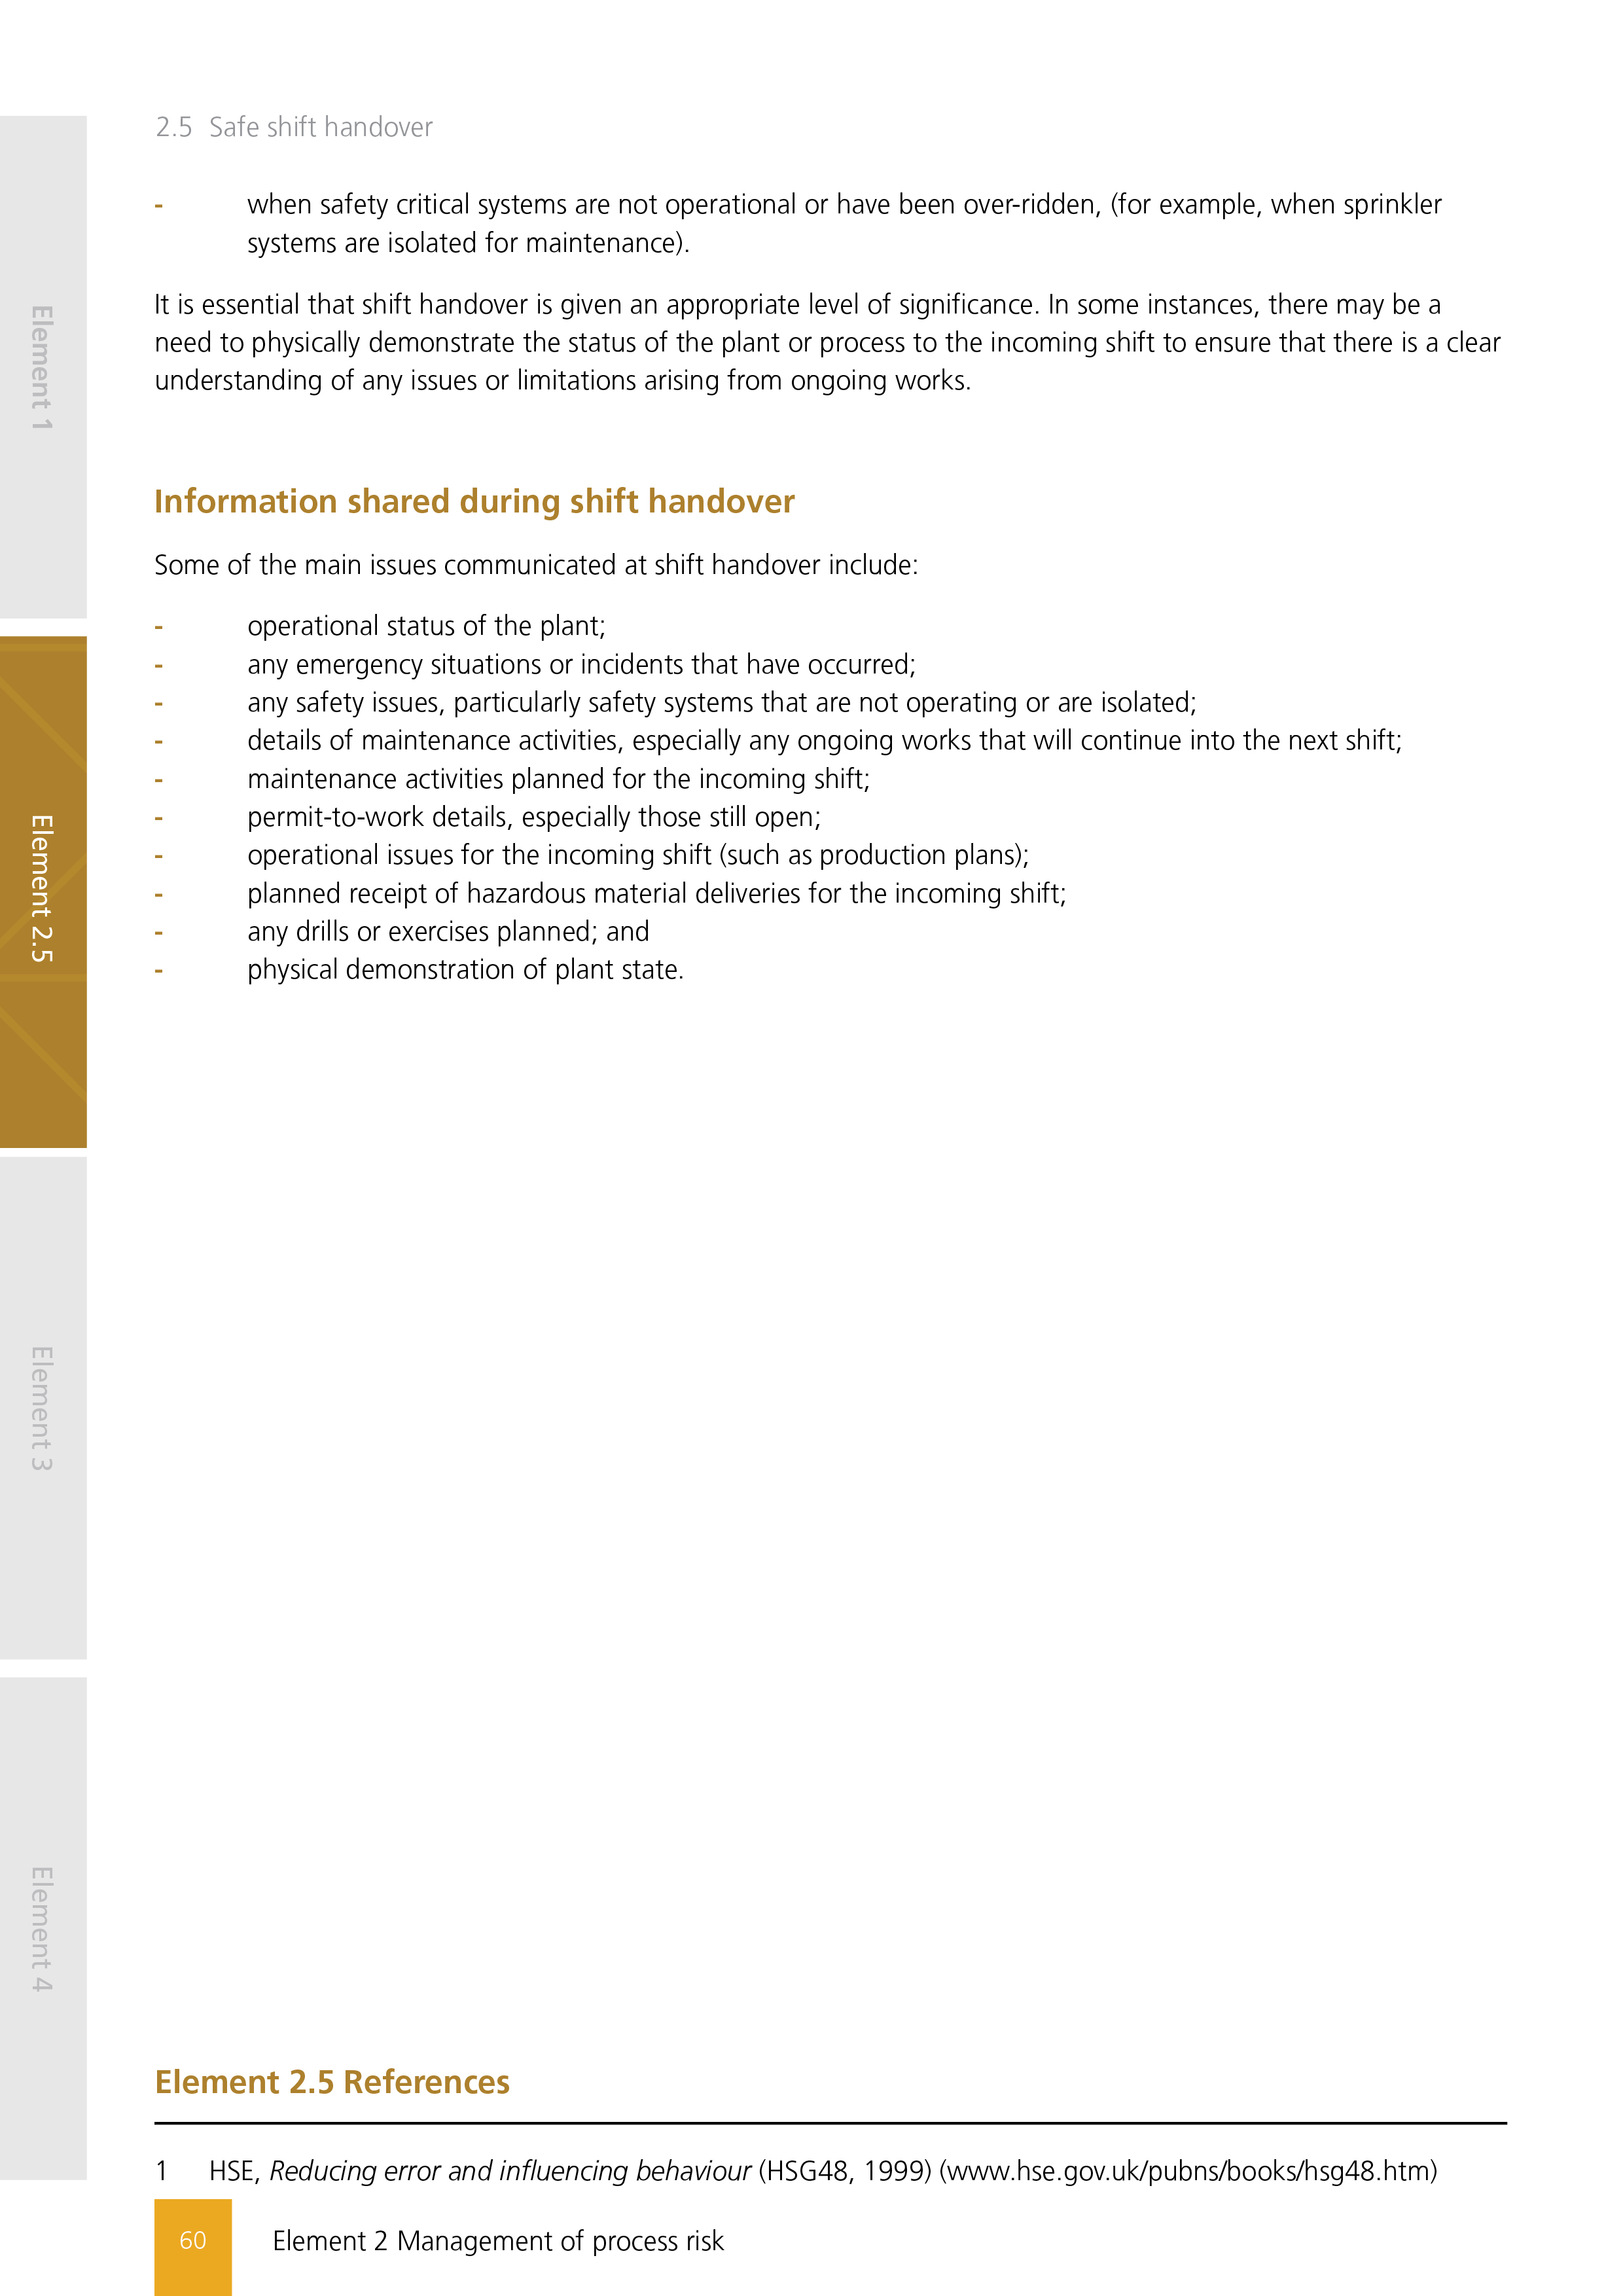 2.5 Safe shift handover
- when safety critical systems are not operational or have been over-ridden, (for example, when sprinkler
systems are isolated for maintenance).
It is essential that shift handover is given an appropriate level of significance. In some instances, there may be a
need to physically demonstrate the status of the plant or process to the incoming shift to ensure that there is a clear
understanding of any issues or limitations arising from ongoing works.
Information shared during shift handover
Some of the main issues communicated at shift handover include:
- operational status of the plant;
- any emergency situations or incidents that have occurred;
- any safety issues, particularly safety systems that are not operating or are isolated;
- details of maintenance activities, especially any ongoing works that will continue into the next shift;
- maintenance activities planned for the incoming shift;
- permit-to-work details, especially those still open;
- operational issues for the incoming shift (such as production plans);
- planned receipt of hazardous material deliveries for the incoming shift;
- any drills or exercises planned; and
- physical demonstration of plant state.
Element 2.5 References
1 HSE, Reducing error and influencing behaviour (HSG48, 1999) (www.hse.gov.uk/pubns/books/hsg48.htm)
60 Element 2 Management of process risk
Element 1
Element 2.5
Element 3
Element 4